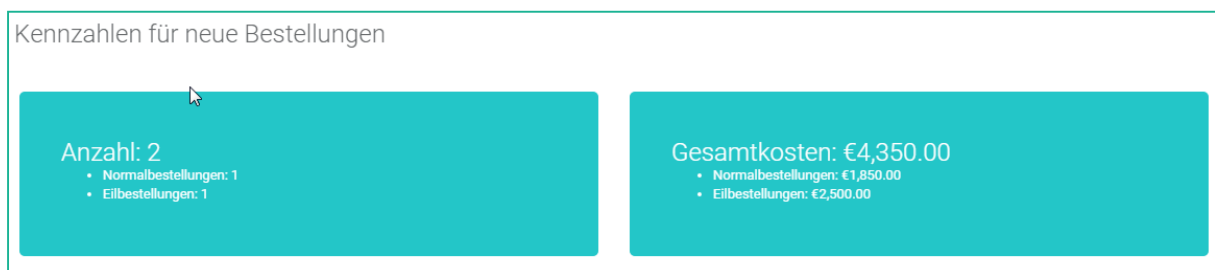 Kennzahlen für neue Bestellungen
Anzahl: 2
Normalbestellungen: 1
Eilbestellungen: 1
Gesamtkosten: €4,350.00
Normalbestellungen: €1,850.00
Eilbestellungen: €2,500.00